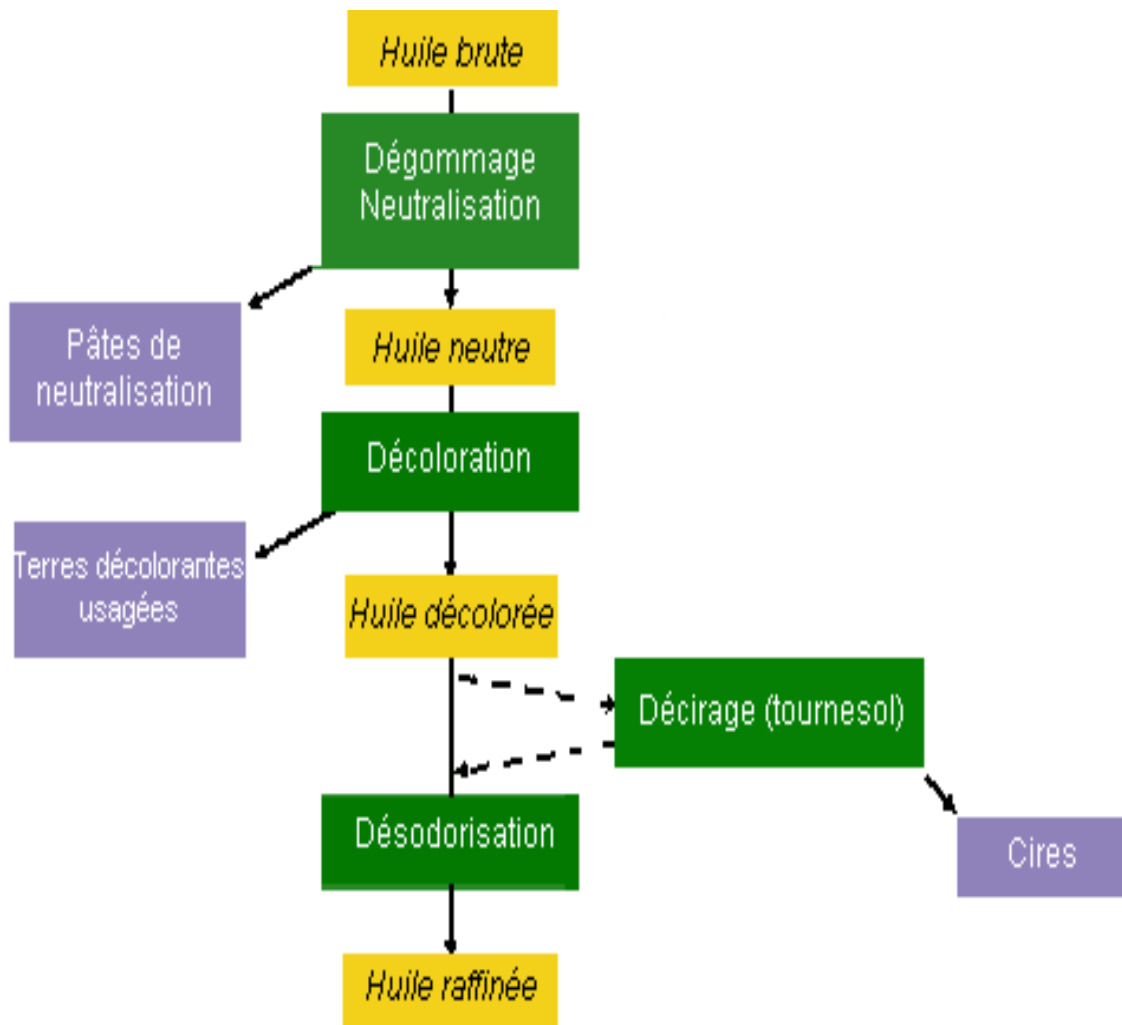 Huile brute
Dégommage
Neutralisation
Pâtes de
neutralisation
Huile neutre
Décoloration
Terres décolorantes
usagées
Huile décolorée
Décirage (tournesol)
Désodorisation
Cires
Huile raffinée